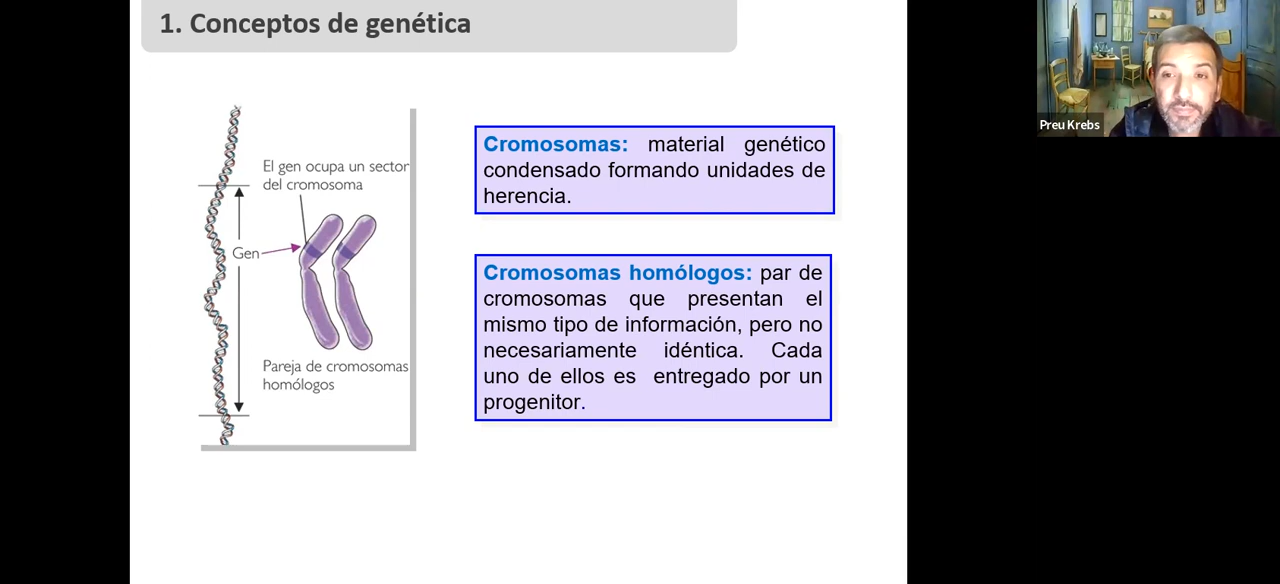 1. Conceptos de genética
El gen ocupa un sector
del cromosoma
Gen
Pareja de cromosomas
homólogos
Cromosomas: material genético
condensado formando unidades de
herencia.
Cromosomas homólogos: par de
cromosomas que presentan el
mismo tipo de información, pero no
necesariamente idéntica. Cada
uno de ellos es entregado por un
progenitor.
Preu Krebs